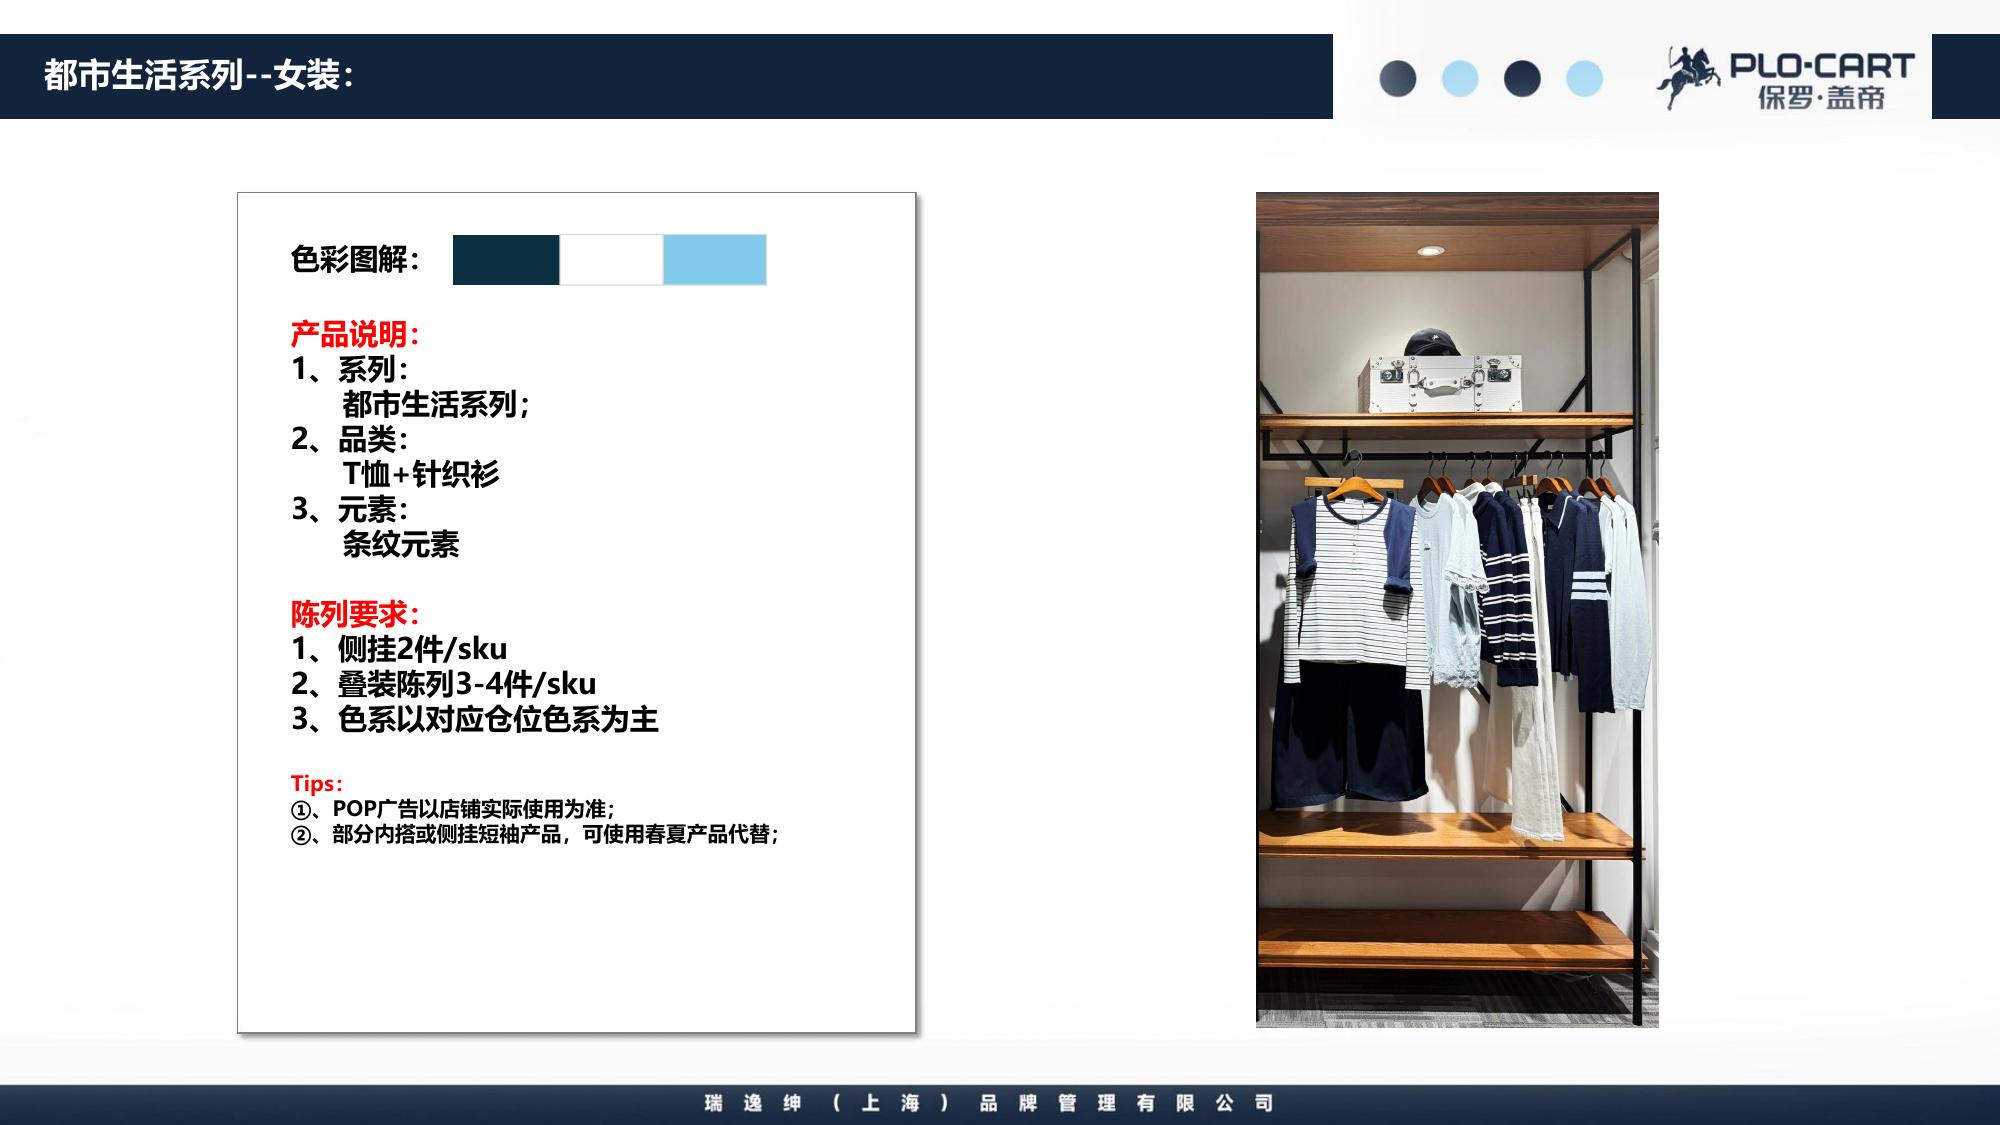 都市生活系列--女装：
PLO·CART
保罗·盖帝
色彩图解：
产品说明：
1、系列：
都市生活系列；
2、品类：
T恤+针织衫
3、元素：
条纹元素
陈列要求：
1、侧挂2件/sku
2、叠装陈列3-4件/sku
3、色系以对应仓位色系为主
Tips：
①、POP广告以店铺实际使用为准；
②、部分内搭或侧挂短袖产品，可使用春夏产品代替；
瑞逸绅（上海）品牌管理有限公司